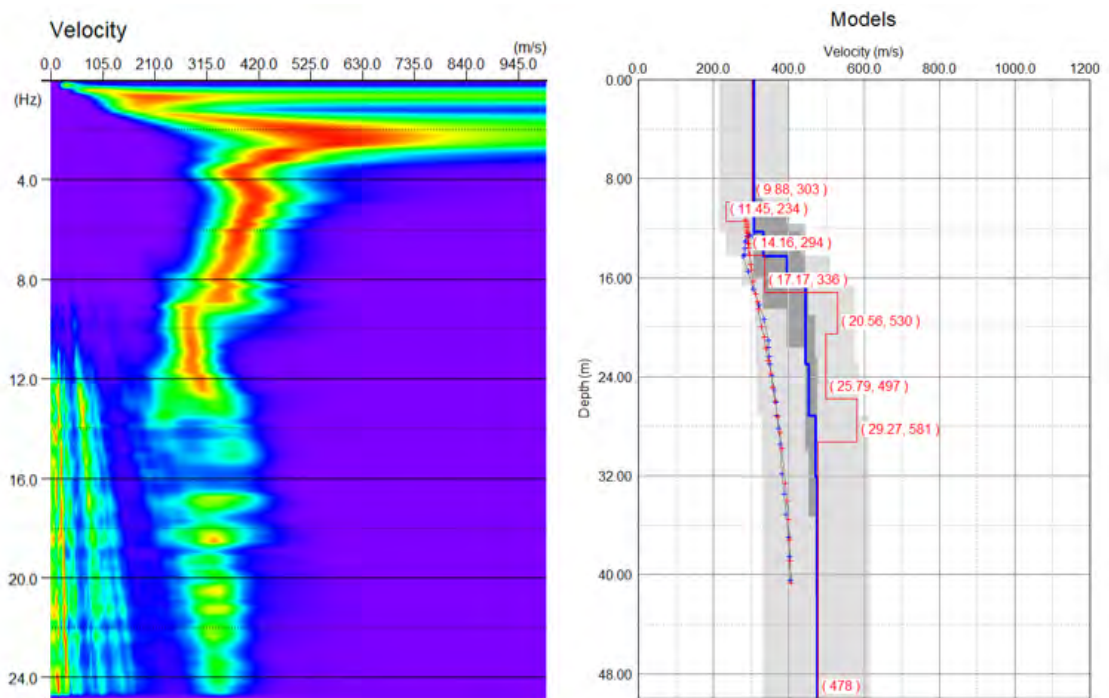 Velocity
(m/s)
0.0 105.0 210.0 315.0 420.0 525.0 630.0 735.0 840.0 945.0
(Hz)
4.0
8.0
12.0
16.0
20.0
24.0
Models
Velocity (m/s)
0.0 200.0 400.0 600.0 800.0 1000.0 1200
0.00
8.00
16.00
24.00
32.00
40.00
48.00
Depth (m)
( 9.88, 303 )
( 11.45, 234 )
( 14.16, 294 )
( 17.17, 336 )
( 20.56, 530 )
( 25.79, 497 )
( 29.27, 581 )
( 478 )